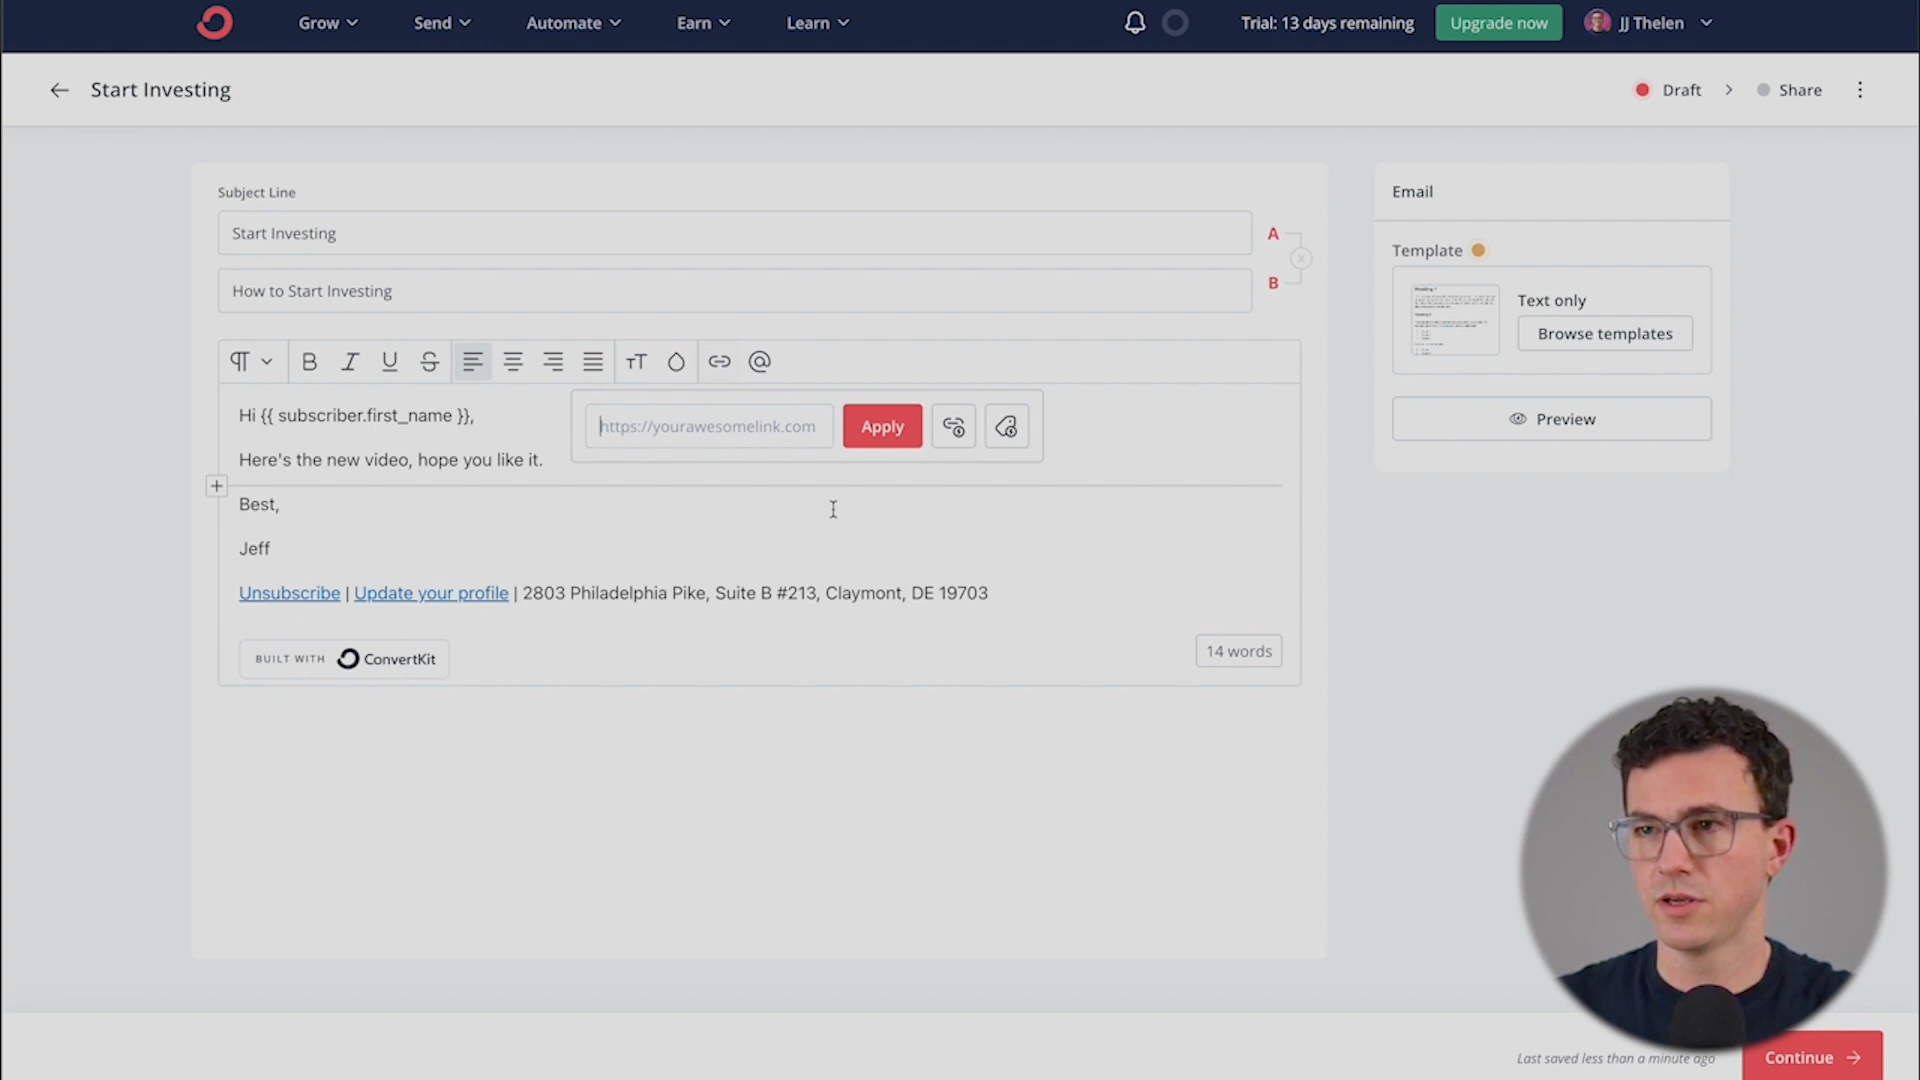 Grow Send Automate Earn Learn Trial: 13 days remaining Upgrade now JJ Thelen
Start Investing Draft Share
Subject Line
Start Investing A
How to Start Investing B
Email
Template
Text only
Browse templates
Preview
B I U S TT @
Hi {{ subscriber.first_name }},
https://yourawesomelink.com Apply
Here's the new video, hope you like it.
Best,
Jeff
Unsubscribe | Update your profile | 2803 Philadelphia Pike, Suite B #213, Claymont, DE 19703
BUILT WITH ConvertKit
14 words
Last saved less than a minute ago Continue